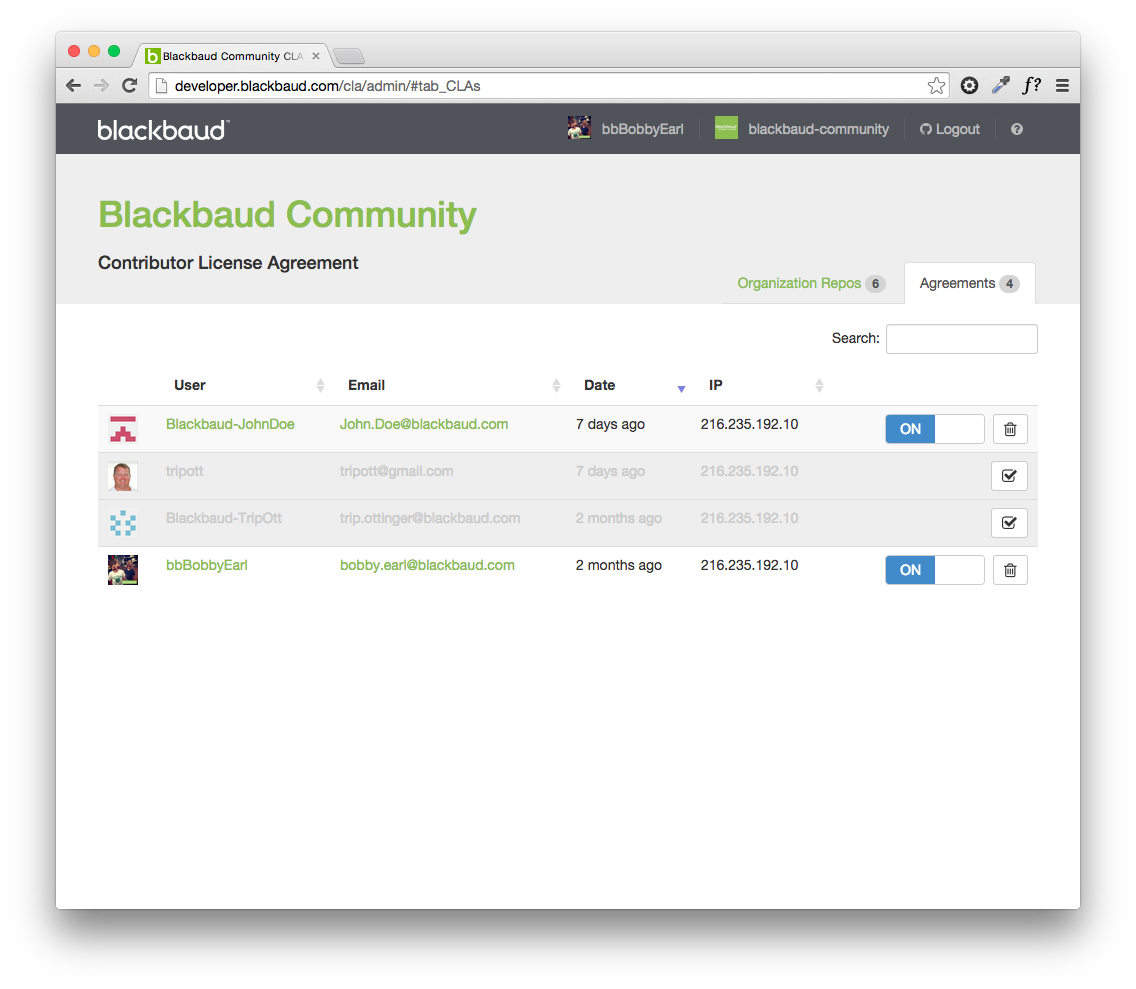 Blackbaud Community CLA
developer.blackbaud.com/cla/admin/#tab_CLAs
f?
blackbaud™ bbBobbyEarl blackbaud-community Logout ?
Blackbaud Community
Contributor License Agreement
Organization Repos 6 Agreements 4
Search:
User Email Date IP
Blackbaud-JohnDoe John.Doe@blackbaud.com 7 days ago 216.235.192.10 ON
tripott tripott@gmail.com 7 days ago 216.235.192.10
Blackbaud-TripOtt trip.ottinger@blackbaud.com 2 months ago 216.235.192.10
bbBobbyEarl bobby.earl@blackbaud.com 2 months ago 216.235.192.10 ON